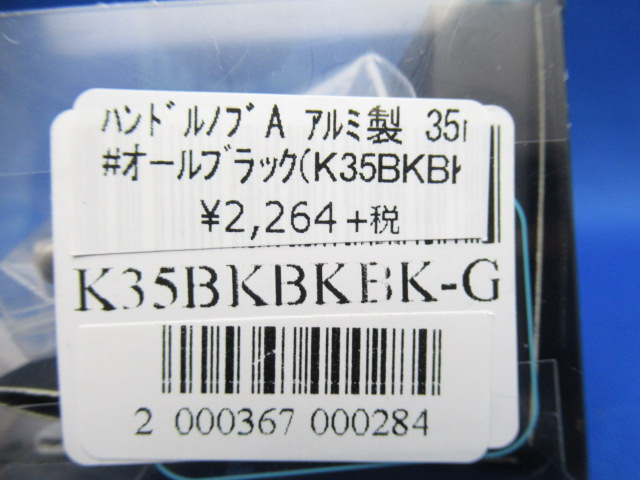 ﾊﾝﾄﾞﾙﾉﾌﾞA ｱﾙﾐ製 35
#オールブラック(K35BKB
¥2,264+税
K35BKBKBK-G
2 000367 000284